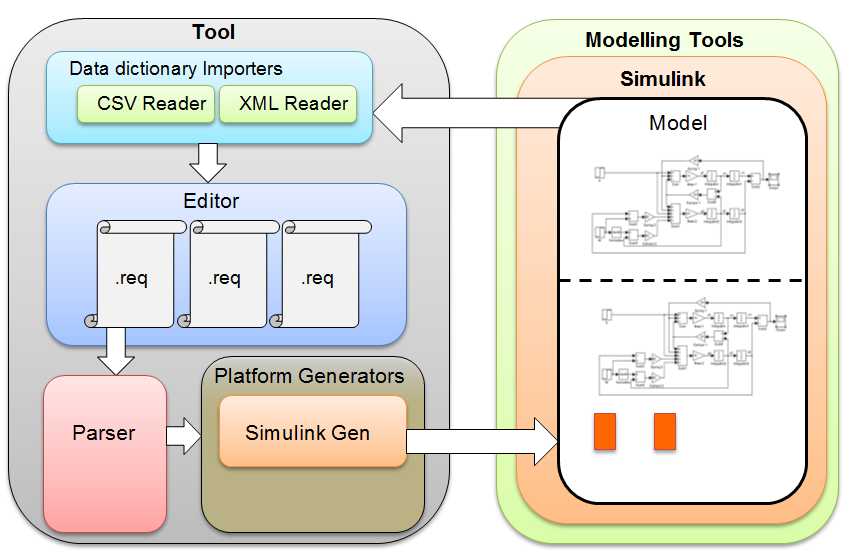 Tool
Data dictionary Importers
CSV Reader
XML Reader
Editor
.req
.req
.req
Parser
Platform Generators
Simulink Gen
Modelling Tools
Simulink
Model